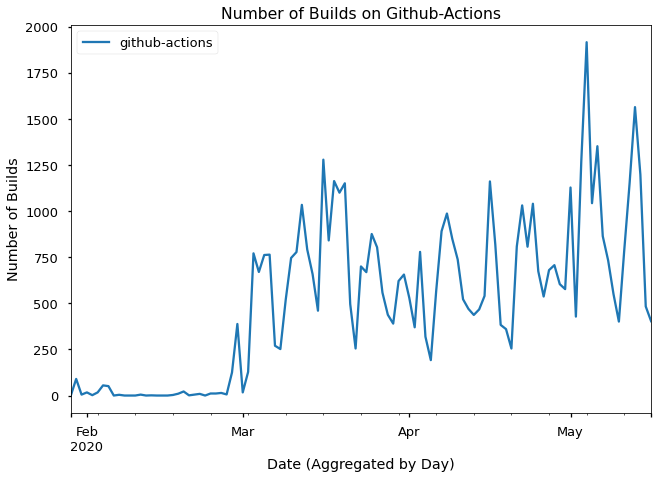 Number of Builds on Github-Actions
github-actions
2000
1750
1500
1250
1000
750
500
250
0
Number of Builds
Feb
2020
Mar
Apr
May
Date (Aggregated by Day)